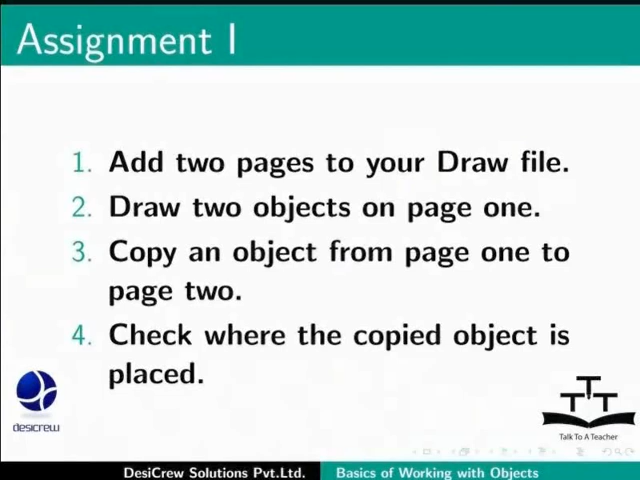 Assignment I
1. Add two pages to your Draw file.
2. Draw two objects on page one.
3. Copy an object from page one to
page two.
4. Check where the copied object is
placed.
desicrew
TTT
Talk To A Teacher
DesiCrew Solutions Pvt.Ltd. Basics of Working with Objects